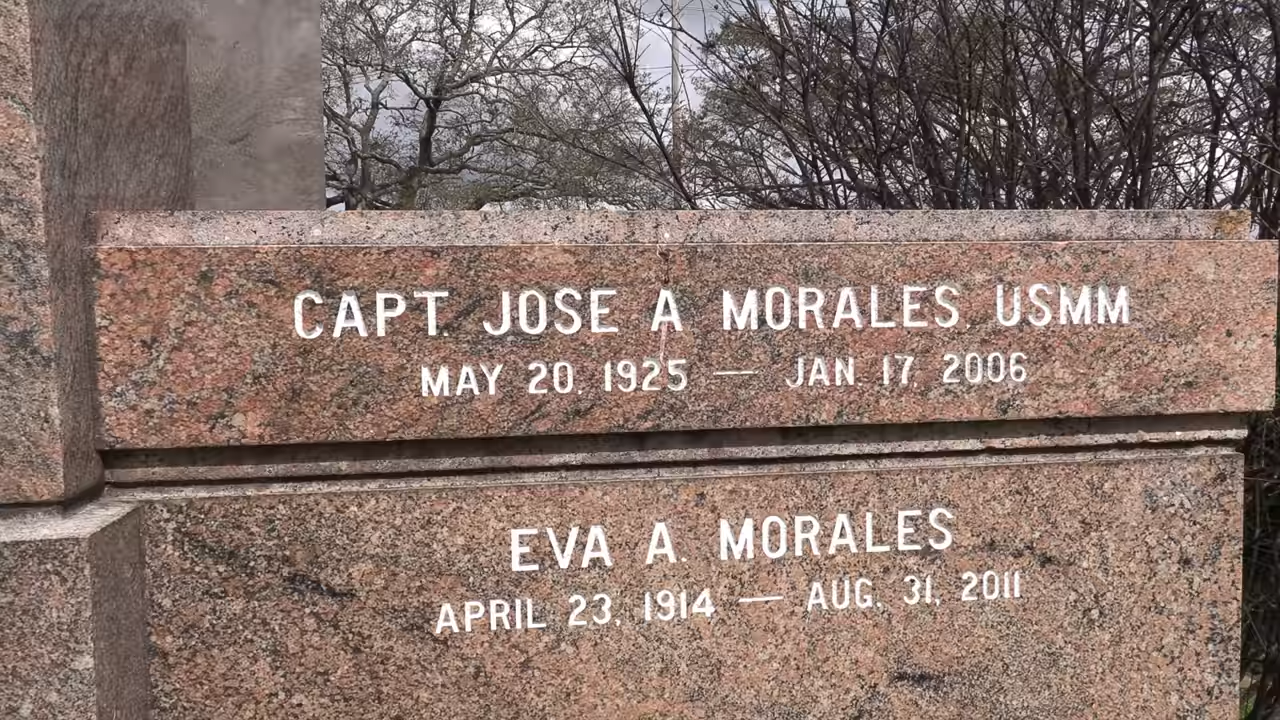 CAPT. JOSE A MORALES, USMM
MAY 20, 1925 — JAN. 17, 2006
EVA A. MORALES
APRIL 23, 1914 — AUG. 31, 2011